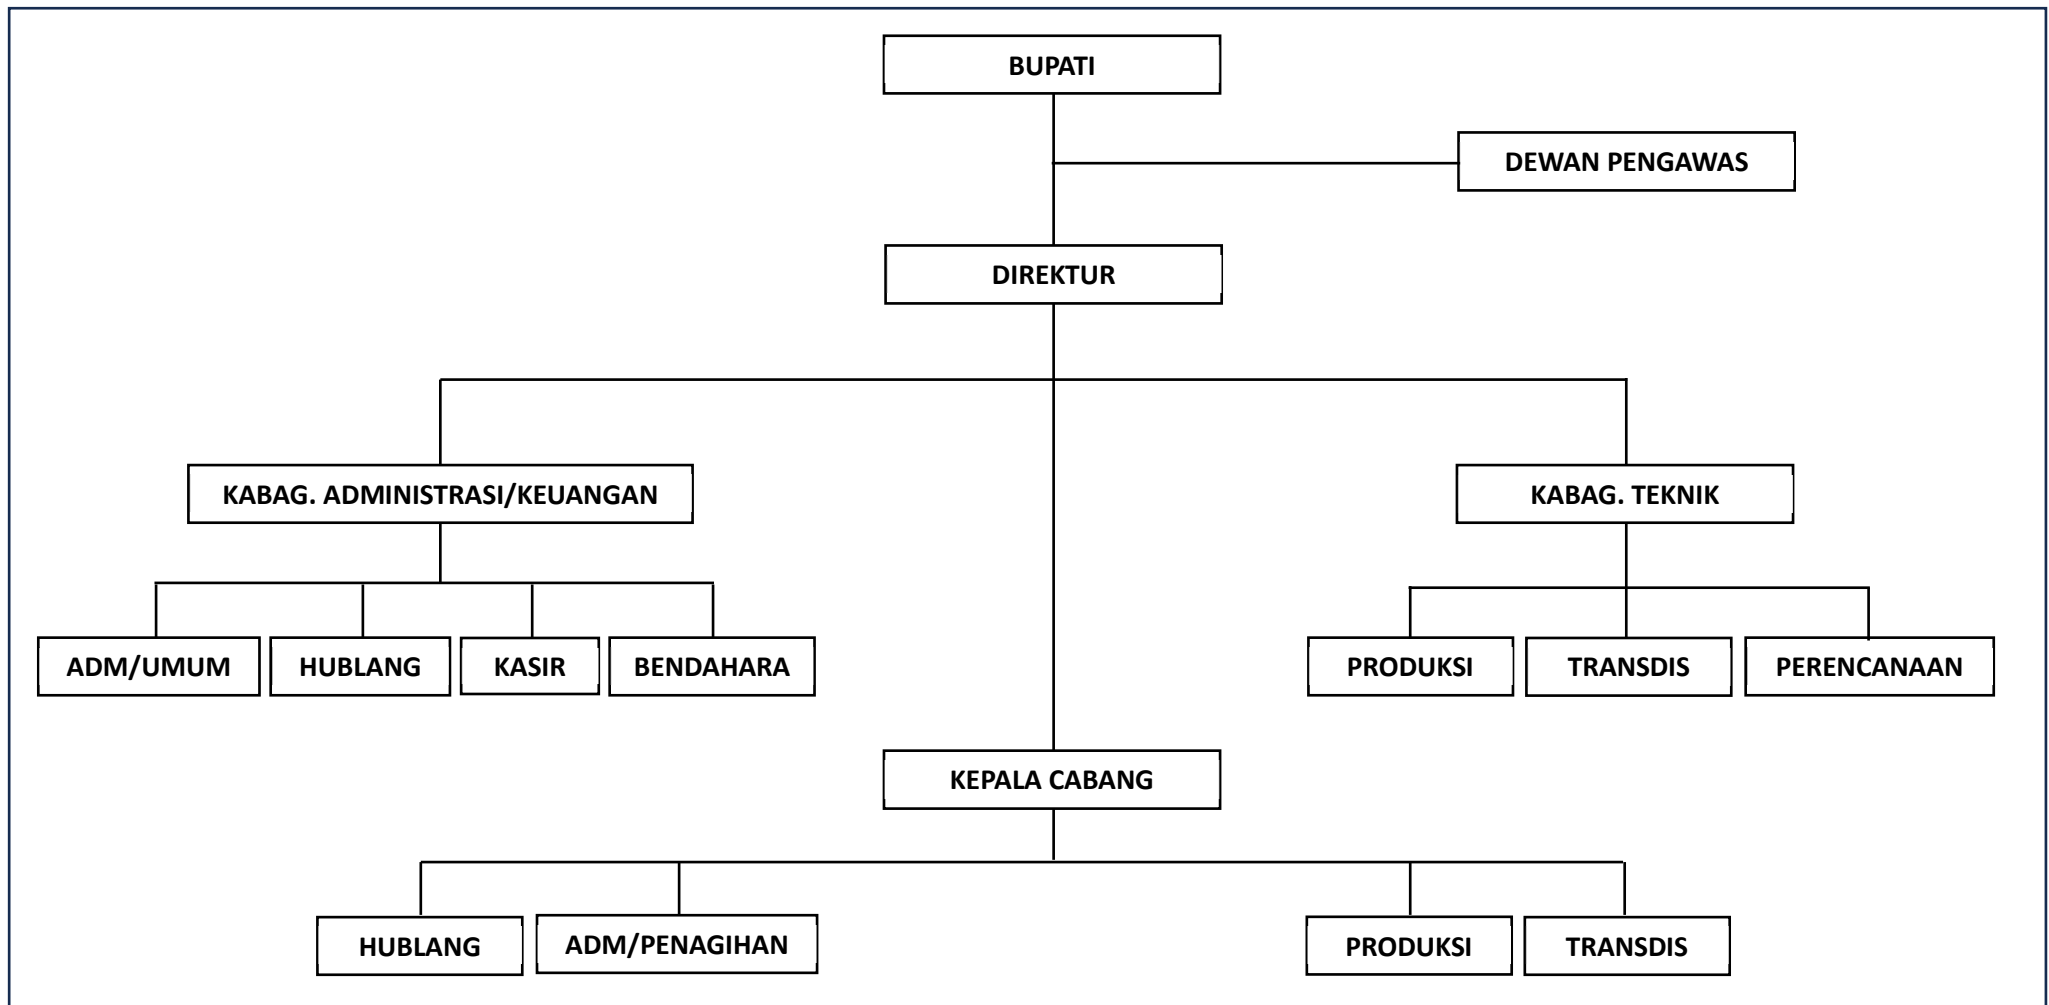 BUPATI
DEWAN PENGAWAS
DIREKTUR
KABAG. ADMINISTRASI/KEUANGAN
KABAG. TEKNIK
ADM/UMUM
HUBLANG
KASIR
BENDAHARA
PRODUKSI
TRANSDIS
PERENCANAAN
KEPALA CABANG
HUBLANG
ADM/PENAGIHAN
PRODUKSI
TRANSDIS